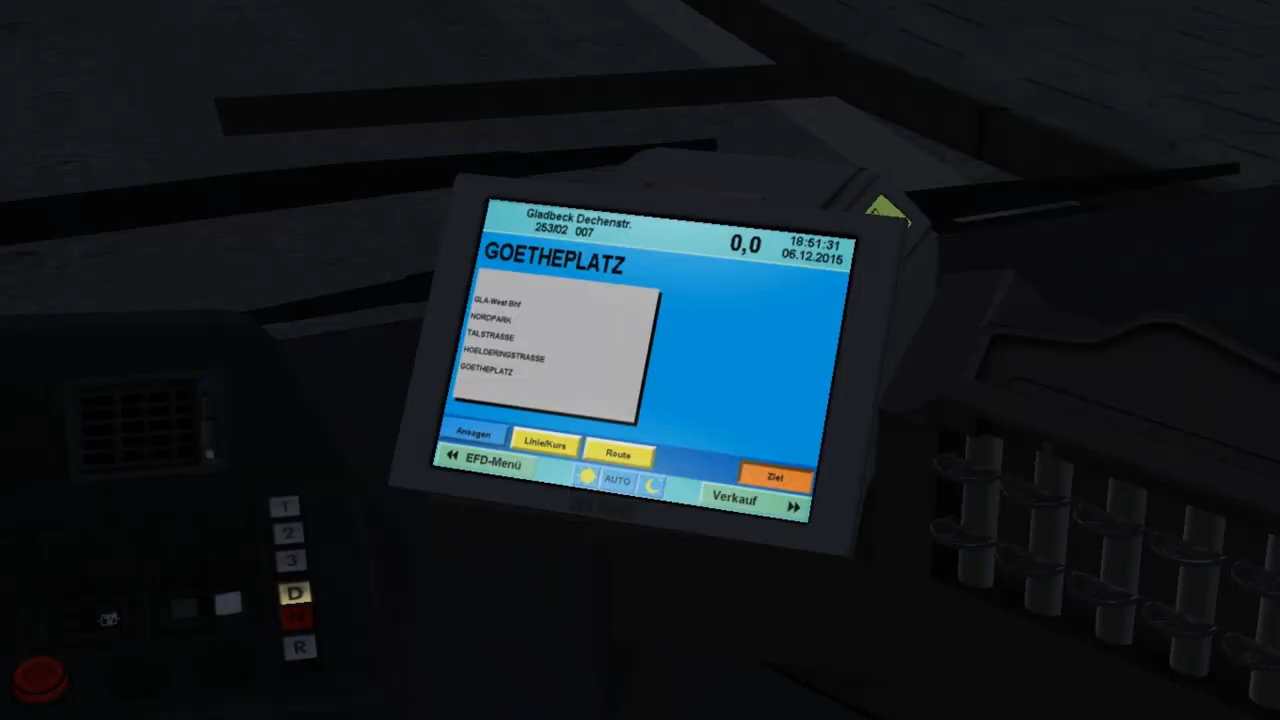 Gladbeck Dechenstr.
253/02 007
0,0
18:51:31
06.12.2015
GOETHEPLATZ
GLA-West Bhf
NORDPARK
TALSTRASSE
HOELDERINGSTRASSE
GOETHEPLATZ
Ansagen
Linie/Kurs
Route
Ziel
EFD-Menü
AUTO
Verkauf
1
2
3
D
N
R